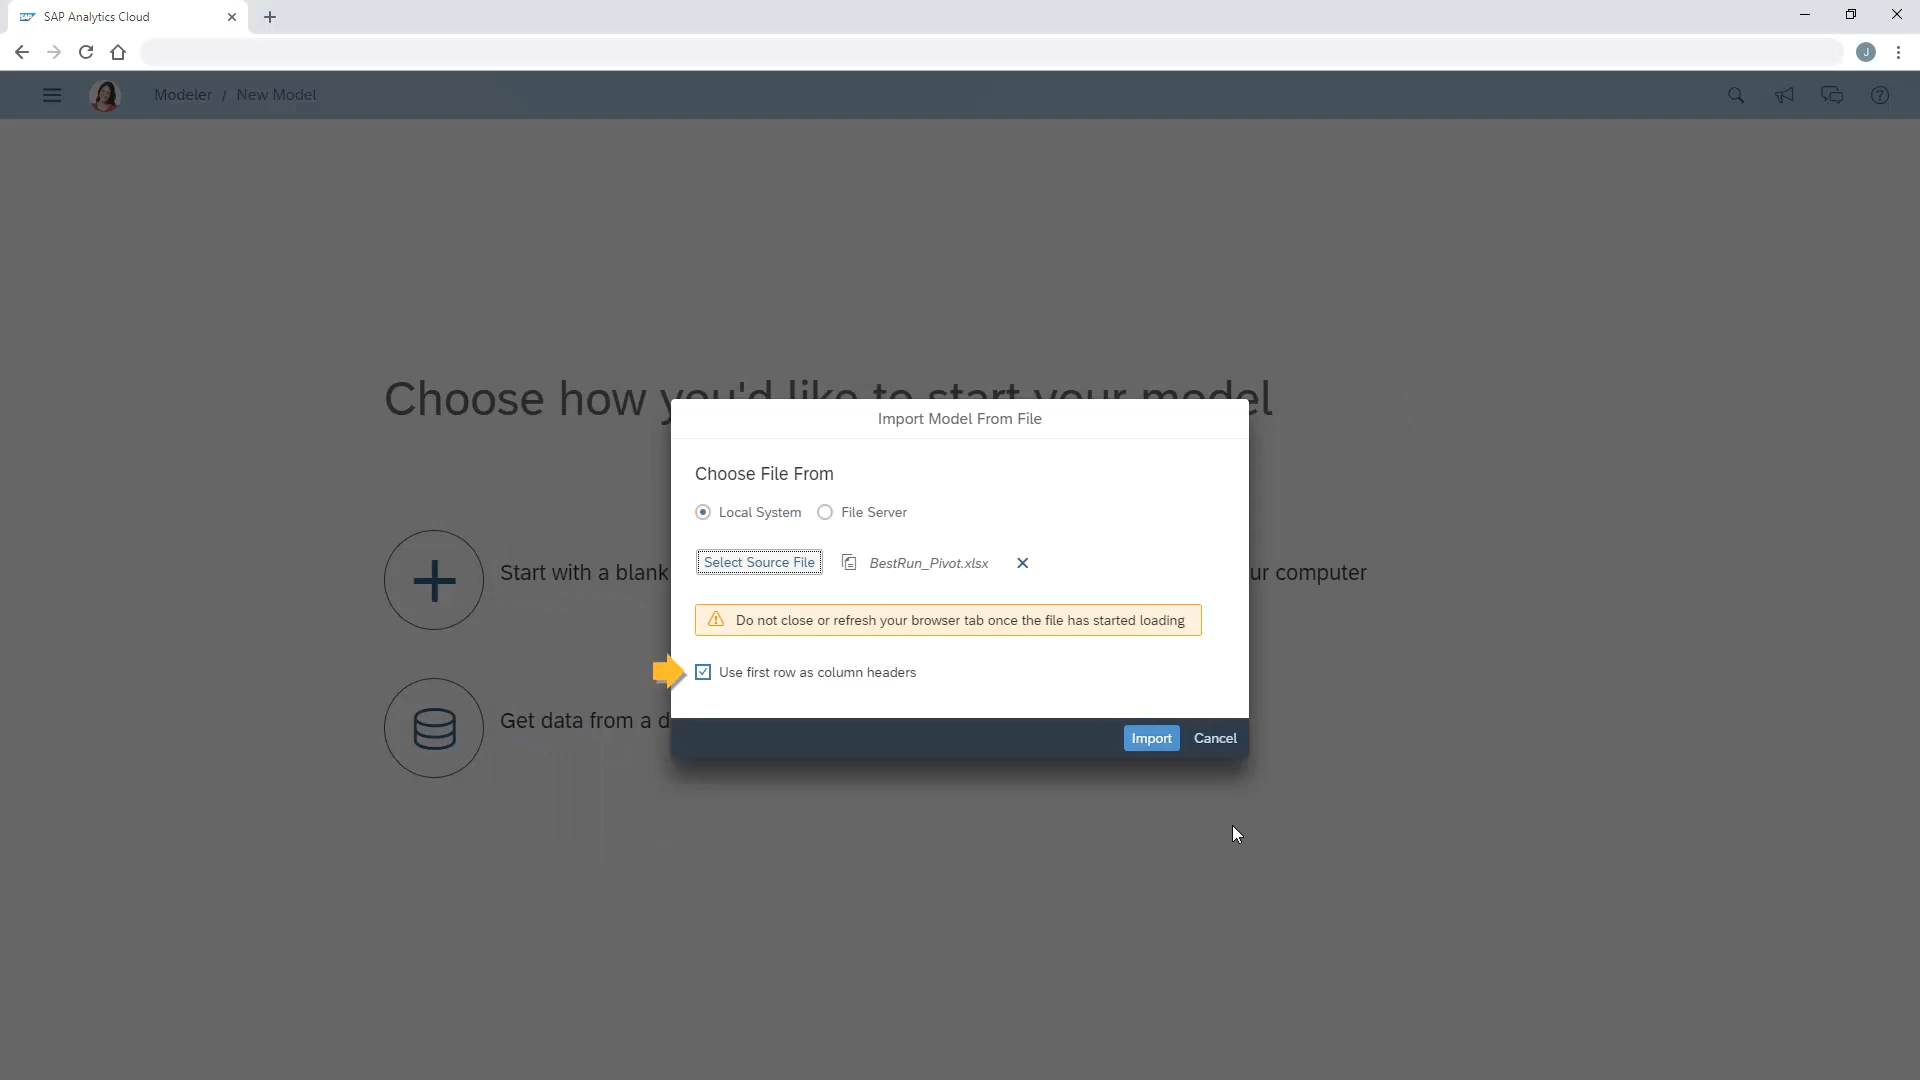 SAP SAP Analytics Cloud
J
Modeler / New Model
Choose how you'd like to start your model
Import Model From File
Choose File From
Local System File Server
Select Source File BestRun_Pivot.xlsx
Start with a blank
ur computer
Do not close or refresh your browser tab once the file has started loading
Use first row as column headers
Get data from a d
Import Cancel